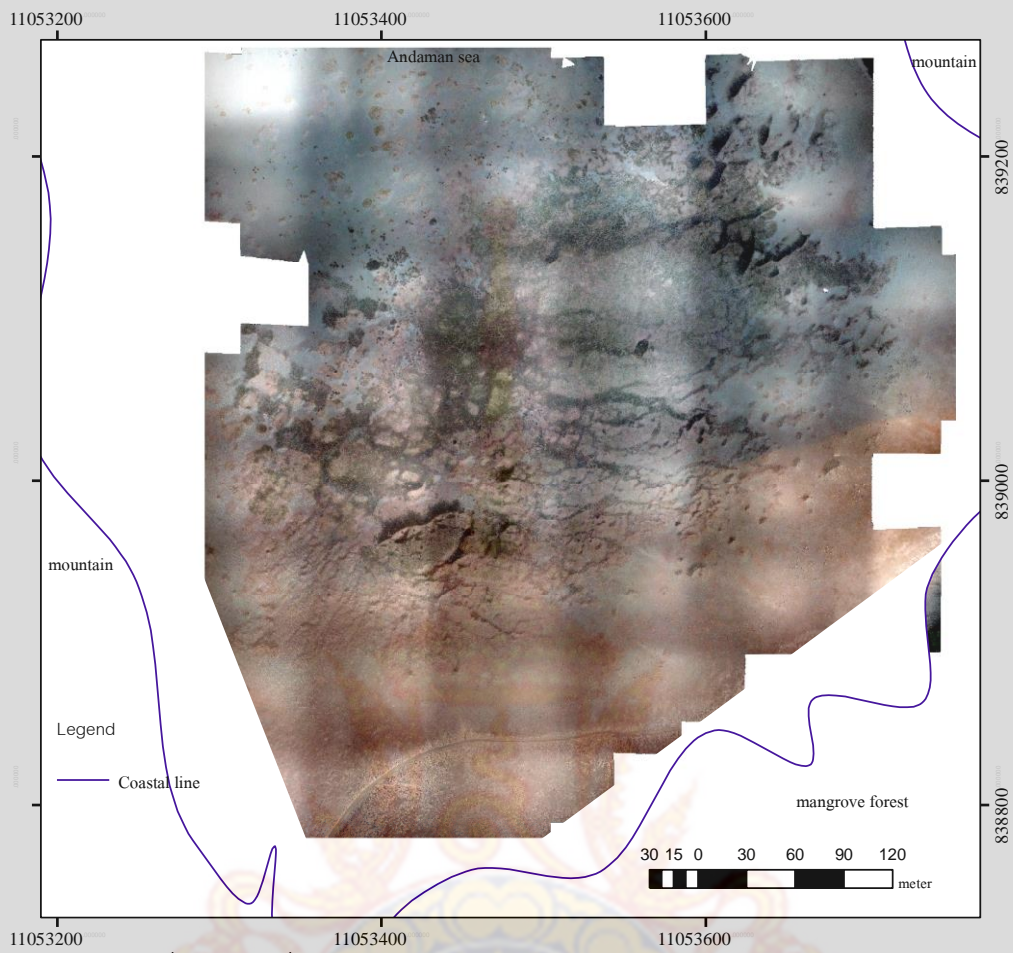 11053200 11053400 11053600
Andaman sea
mountain
839200
839000
mountain
Legend
Coastal line
mangrove forest
838800
30 15 0 30 60 90 120
meter
11053200 11053400 11053600